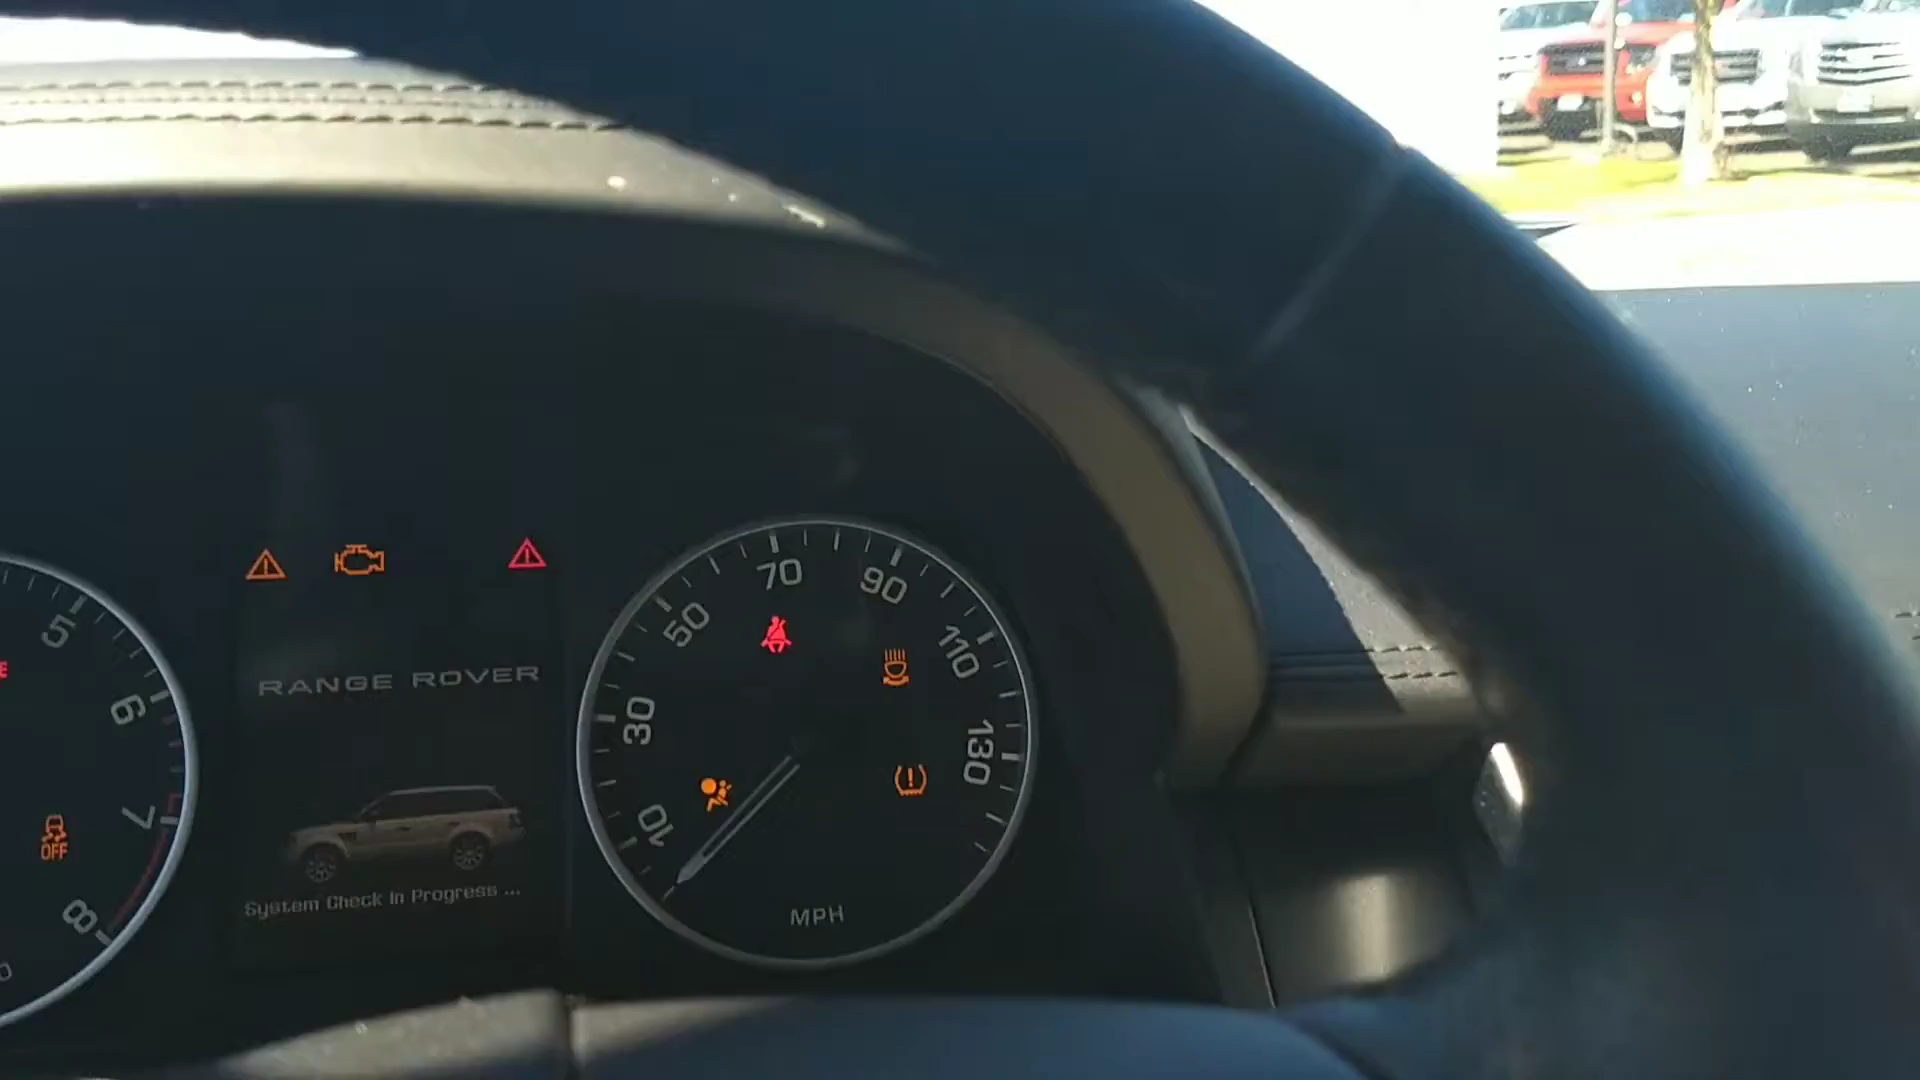 RANGE ROVER
System Check In Progress ...
5
6
7
8
OFF
10
30
50
70
90
110
130
MPH